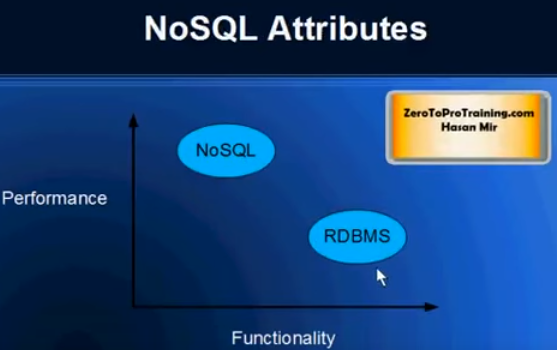 NoSQL Attributes
ZeroToProTraining.com
Hasan Mir
NoSQL
Performance
RDBMS
Functionality